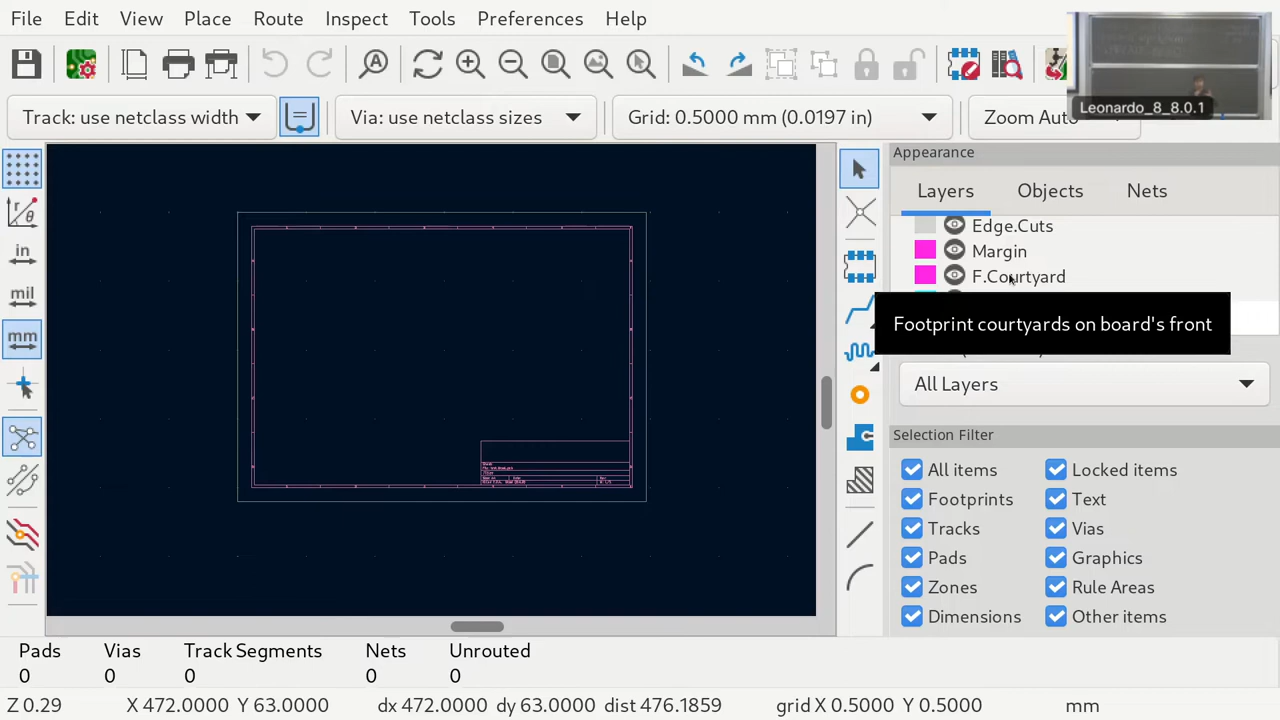 File Edit View Place Route Inspect Tools Preferences Help
Leonardo_8_8.0.1
Track: use netclass width
Via: use netclass sizes
Grid: 0.5000 mm (0.0197 in)
Zoom Auto
in
mil
mm
Appearance
Layers Objects Nets
Edge.Cuts
Margin
F.Courtyard
Footprint courtyards on board's front
All Layers
Selection Filter
All items Locked items
Footprints Text
Tracks Vias
Pads Graphics
Zones Rule Areas
Dimensions Other items
Pads Vias Track Segments Nets Unrouted
0 0 0 0 0
Z 0.29 X 472.0000 Y 63.0000 dx 472.0000 dy 63.0000 dist 476.1859 grid X 0.5000 Y 0.5000 mm